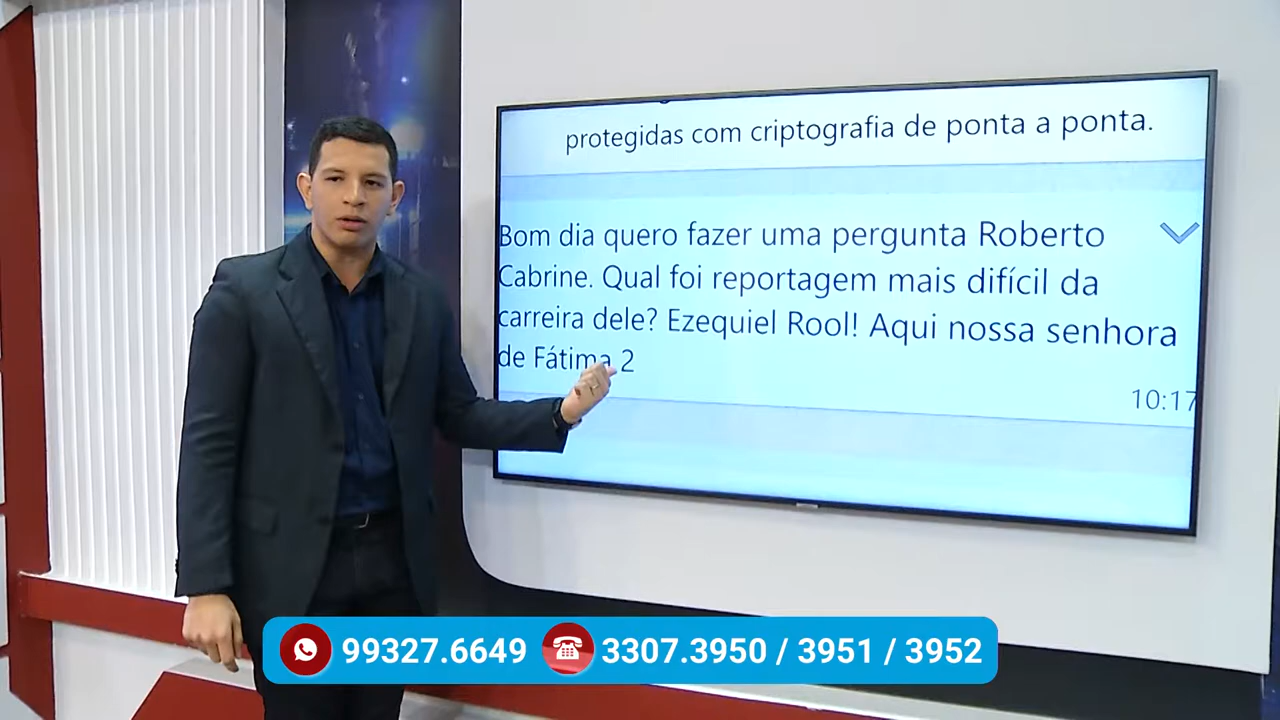 protegidas com criptografia de ponta a ponta.
Bom dia quero fazer uma pergunta Roberto
Cabrine. Qual foi reportagem mais difícil da
carreira dele? Ezequiel Rool! Aqui nossa senhora
de Fátima 2
10:17
99327.6649 3307.3950 / 3951 / 3952